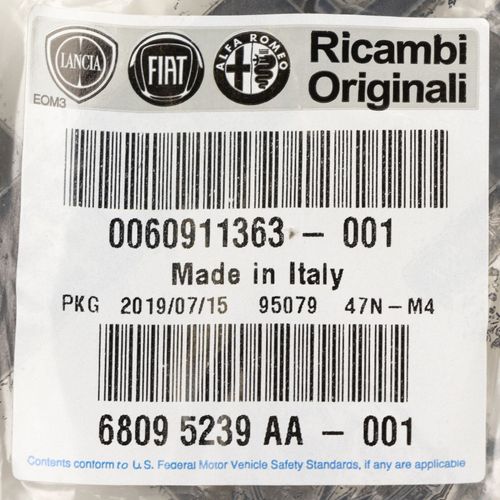 LANCIA
FIAT
ALFA ROMEO
Ricambi
Originali
EOM3
0060911363 - 001
Made in Italy
PKG 2019/07/15 95079 47N-M4
6809 5239 AA - 001
Contents conform to U.S. Federal Motor Vehicle Safety Standards, if any are applicable